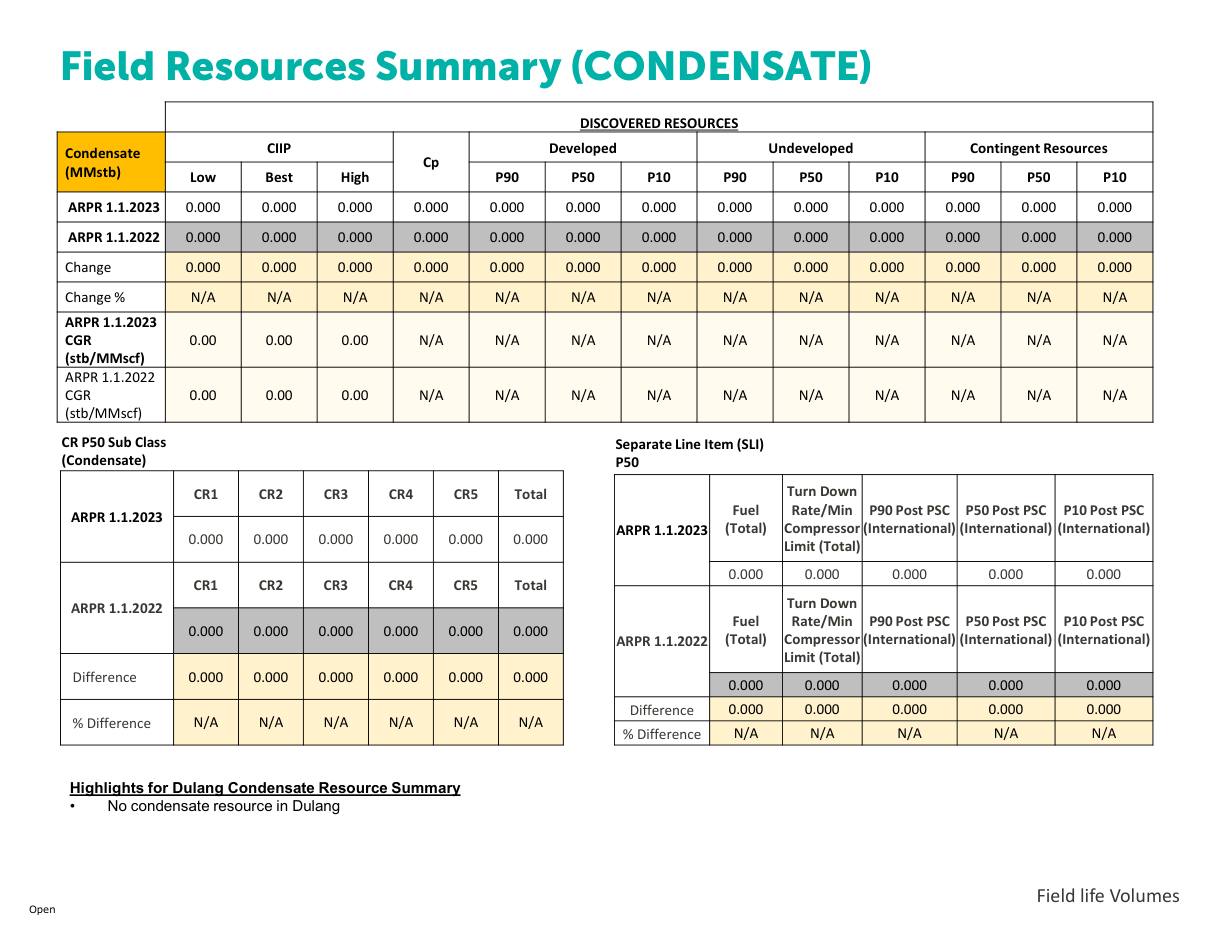 Field Resources Summary (CONDENSATE)
DISCOVERED RESOURCES
Condensate
(MMstb)
CIIP Cp Developed Undeveloped Contingent Resources
Low Best High P90 P50 P10 P90 P50 P10 P90 P50 P10
ARPR 1.1.2023 0.000 0.000 0.000 0.000 0.000 0.000 0.000 0.000 0.000 0.000 0.000 0.000 0.000
ARPR 1.1.2022 0.000 0.000 0.000 0.000 0.000 0.000 0.000 0.000 0.000 0.000 0.000 0.000 0.000
Change 0.000 0.000 0.000 0.000 0.000 0.000 0.000 0.000 0.000 0.000 0.000 0.000 0.000
Change % N/A N/A N/A N/A N/A N/A N/A N/A N/A N/A N/A N/A N/A
ARPR 1.1.2023
CGR
(stb/MMscf)
0.00 0.00 0.00 N/A N/A N/A N/A N/A N/A N/A N/A N/A N/A
ARPR 1.1.2022
CGR
(stb/MMscf)
0.00 0.00 0.00 N/A N/A N/A N/A N/A N/A N/A N/A N/A N/A
CR P50 Sub Class
(Condensate)
ARPR 1.1.2023
CR1 CR2 CR3 CR4 CR5 Total
0.000 0.000 0.000 0.000 0.000 0.000
ARPR 1.1.2022
CR1 CR2 CR3 CR4 CR5 Total
0.000 0.000 0.000 0.000 0.000 0.000
Difference 0.000 0.000 0.000 0.000 0.000 0.000
% Difference N/A N/A N/A N/A N/A N/A
Separate Line Item (SLI)
P50
ARPR 1.1.2023
Fuel
(Total)
Turn Down
Rate/Min
Compressor
Limit (Total)
P90 Post PSC
(International)
P50 Post PSC
(International)
P10 Post PSC
(International)
0.000 0.000 0.000 0.000 0.000
ARPR 1.1.2022
Fuel
(Total)
Turn Down
Rate/Min
Compressor
Limit (Total)
P90 Post PSC
(International)
P50 Post PSC
(International)
P10 Post PSC
(International)
0.000 0.000 0.000 0.000 0.000
Difference 0.000 0.000 0.000 0.000 0.000
% Difference N/A N/A N/A N/A N/A
Highlights for Dulang Condensate Resource Summary
• No condensate resource in Dulang
Field life Volumes
Open